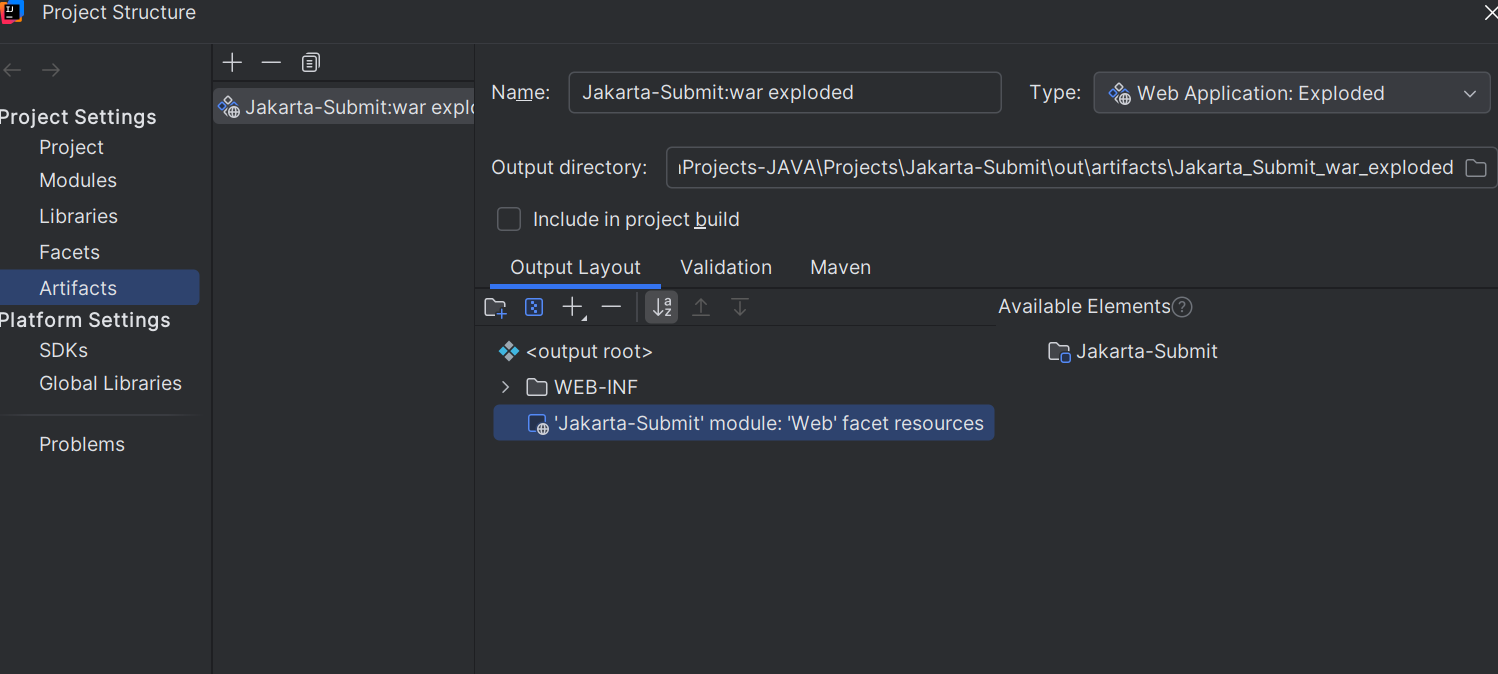 Project Structure
Project Settings
Project
Modules
Libraries
Facets
Artifacts
Platform Settings
SDKs
Global Libraries
Problems
Jakarta-Submit:war explo
Name: Jakarta-Submit:war exploded Type: Web Application: Exploded
Output directory: Projects-JAVA\Projects\Jakarta-Submit\out\artifacts\Jakarta_Submit_war_exploded
Include in project build
Output Layout Validation Maven
<output root>
WEB-INF
'Jakarta-Submit' module: 'Web' facet resources
Available Elements
Jakarta-Submit